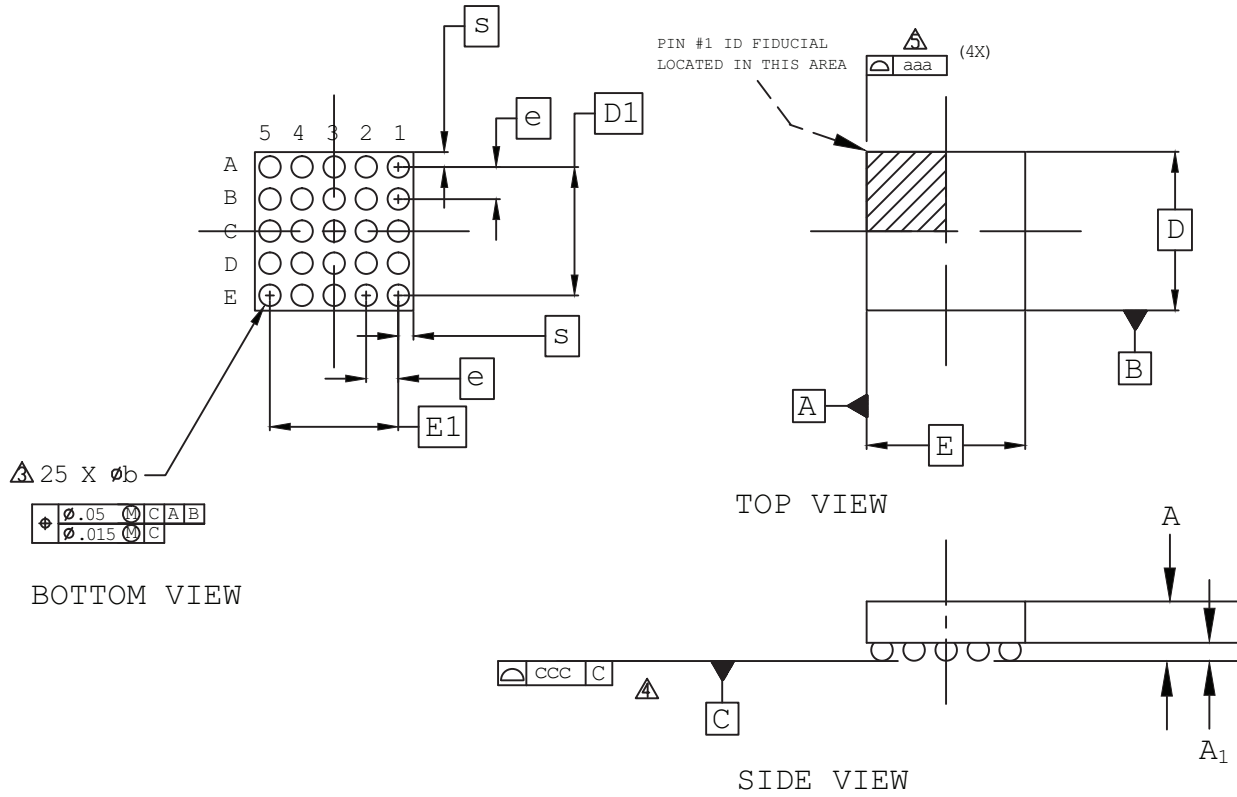 s
e
D1
5 4 3 2 1
A
B
C
D
E
s
e
E1
3 25 X øb
⌖ ø.05 Ⓜ C A B
ø.015 Ⓜ C
BOTTOM VIEW
PIN #1 ID FIDUCIAL
LOCATED IN THIS AREA
5
⌓ aaa (4X)
D
B
A
E
TOP VIEW
A
⌓ ccc C
4
C
A1
SIDE VIEW